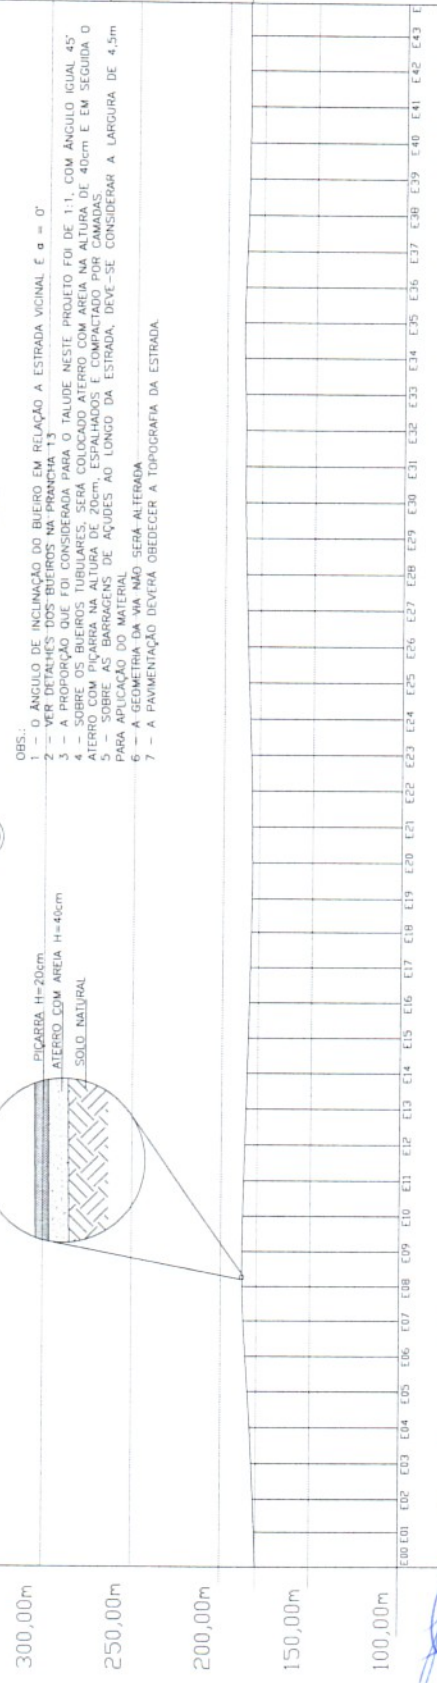 OBS.:
1 - O ÂNGULO DE INCLINAÇÃO DO BUEIRO EM RELAÇÃO A ESTRADA VICINAL É α = 0°
2 - VER DETALHES DOS BUEIROS NA PRANCHA 13
3 - A PROPORÇÃO QUE FOI CONSIDERADA PARA O TALUDE NESTE PROJETO FOI DE 1:1, COM ÂNGULO IGUAL 45°
4 - SOBRE OS BUEIROS TUBULARES, SERÁ COLOCADO ATERRO COM AREIA NA ALTURA DE 40cm E EM SEGUIDA O
ATERRO COM PIÇARRA NA ALTURA DE 20cm, ESPALHADOS E COMPACTADO POR CAMADAS.
5 - SOBRE AS BARRAGENS DE AÇUDES AO LONGO DA ESTRADA, DEVE-SE CONSIDERAR A LARGURA DE 4,5m
PARA APLICAÇÃO DO MATERIAL
6 - A GEOMETRIA DA VIA NÃO SERÁ ALTERADA
7 - A PAVIMENTAÇÃO DEVERÁ OBEDECER A TOPOGRAFIA DA ESTRADA.
PIÇARRA H=20cm
ATERRO COM AREIA H=40cm
SOLO NATURAL
300,00m
250,00m
200,00m
150,00m
100,00m
E00 E01 E02 E03 E04 E05 E06 E07 E08 E09 E10 E11 E12 E13 E14 E15 E16 E17 E18 E19 E20 E21 E22 E23 E24 E25 E26 E27 E28 E29 E30 E31 E32 E33 E34 E35 E36 E37 E38 E39 E40 E41 E42 E43